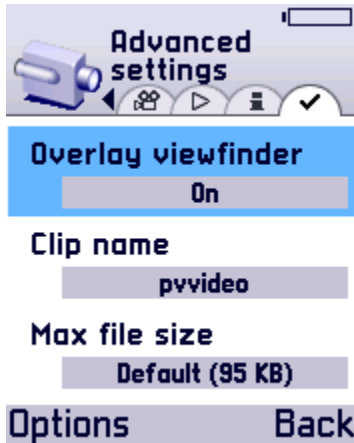 Advanced
settings
Overlay viewfinder
On
Clip name
pvvideo
Max file size
Default (95 KB)
Options Back